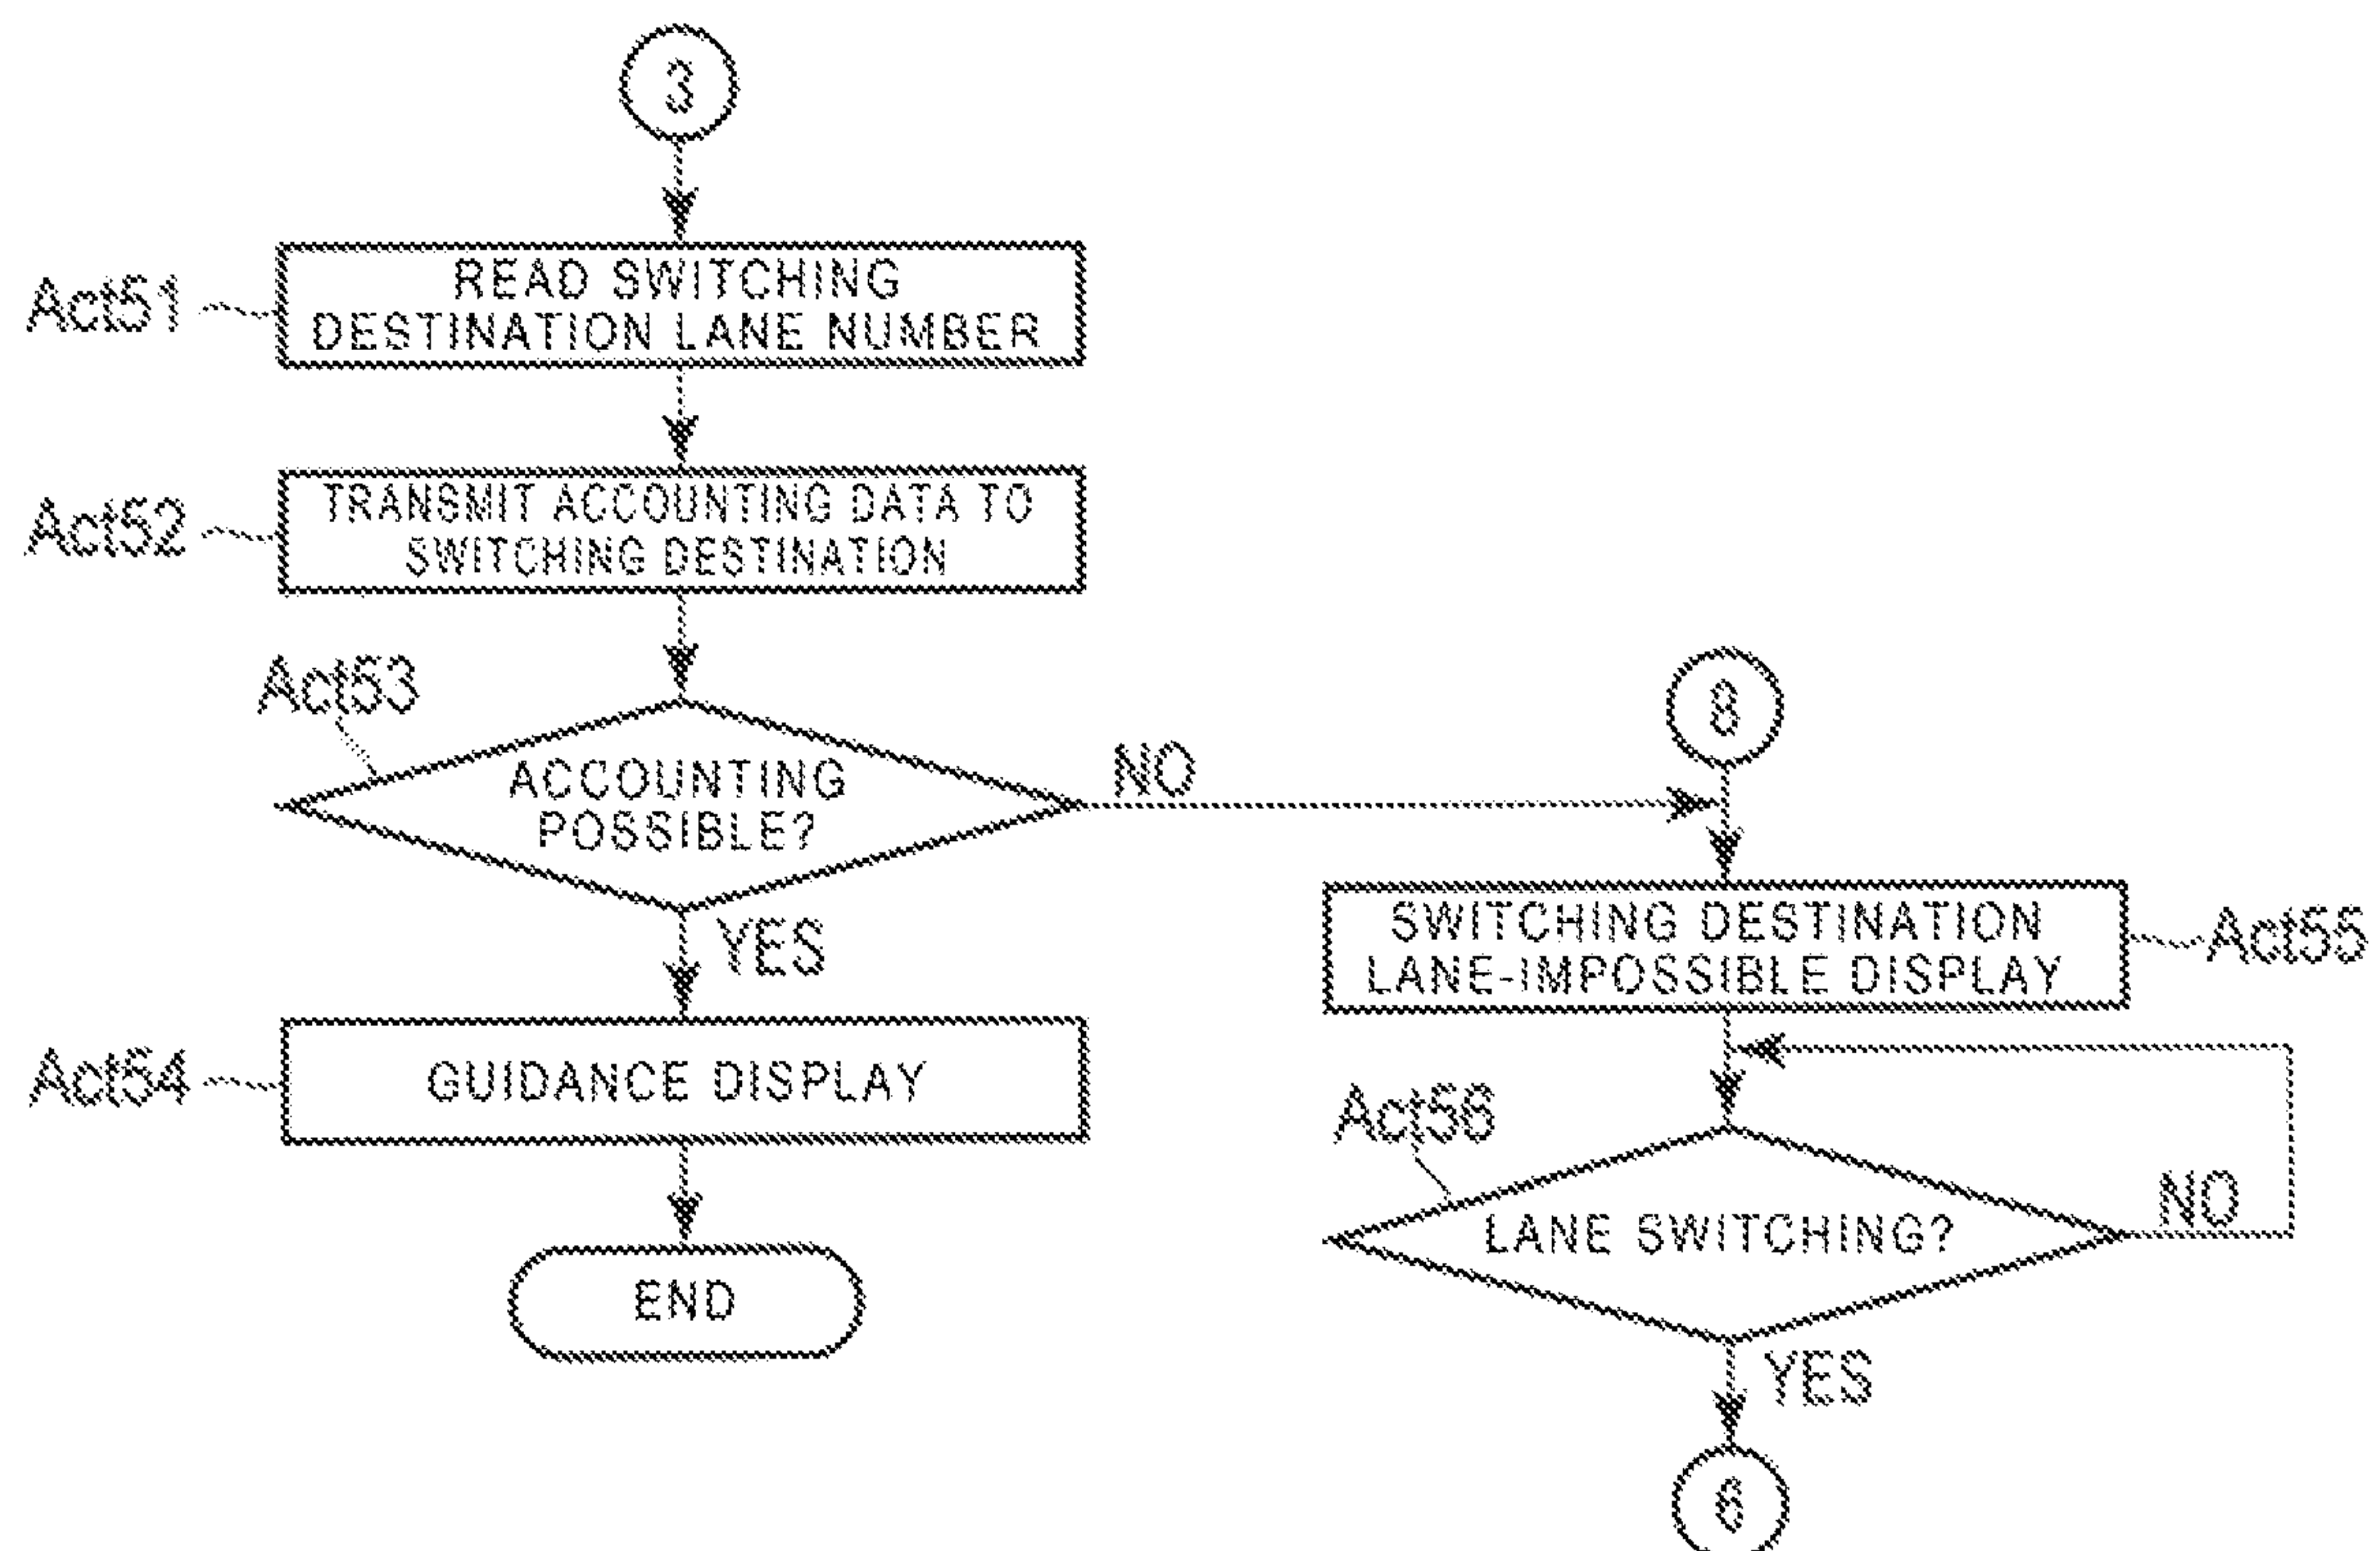 3
Act51
READ SWITCHING
DESTINATION LANE NUMBER
Act52
TRANSMIT ACCOUNTING DATA TO
SWITCHING DESTINATION
Act53
ACCOUNTING
POSSIBLE?
NO
YES
Act54
GUIDANCE DISPLAY
END
8
SWITCHING DESTINATION
LANE-IMPOSSIBLE DISPLAY
Act55
Act56
LANE SWITCHING?
NO
YES
6